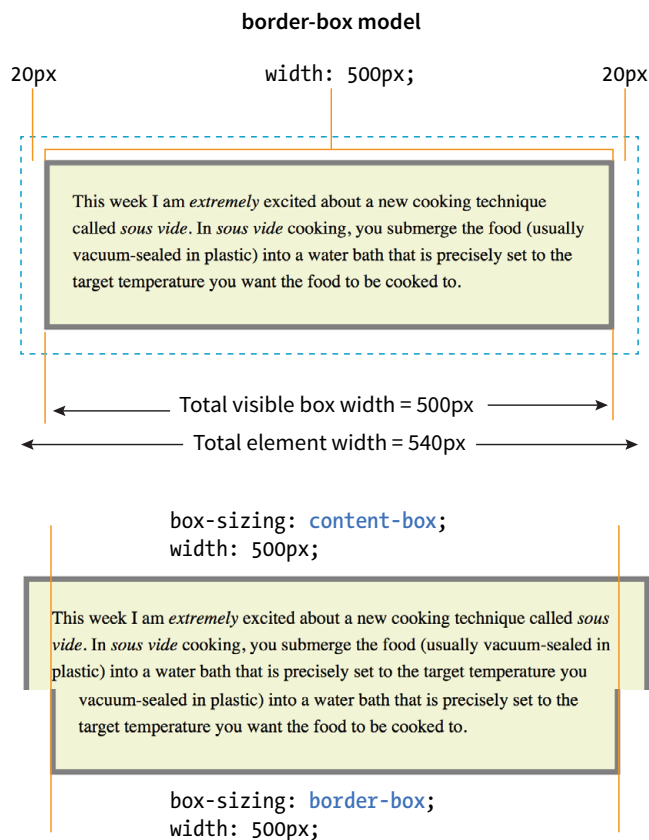 border-box model
20px width: 500px; 20px
This week I am extremely excited about a new cooking technique
called sous vide. In sous vide cooking, you submerge the food (usually
vacuum-sealed in plastic) into a water bath that is precisely set to the
target temperature you want the food to be cooked to.
Total visible box width = 500px
Total element width = 540px
box-sizing: content-box;
width: 500px;
This week I am extremely excited about a new cooking technique called sous
vide. In sous vide cooking, you submerge the food (usually vacuum-sealed in
plastic) into a water bath that is precisely set to the target temperature you
vacuum-sealed in plastic) into a water bath that is precisely set to the
target temperature you want the food to be cooked to.
box-sizing: border-box;
width: 500px;